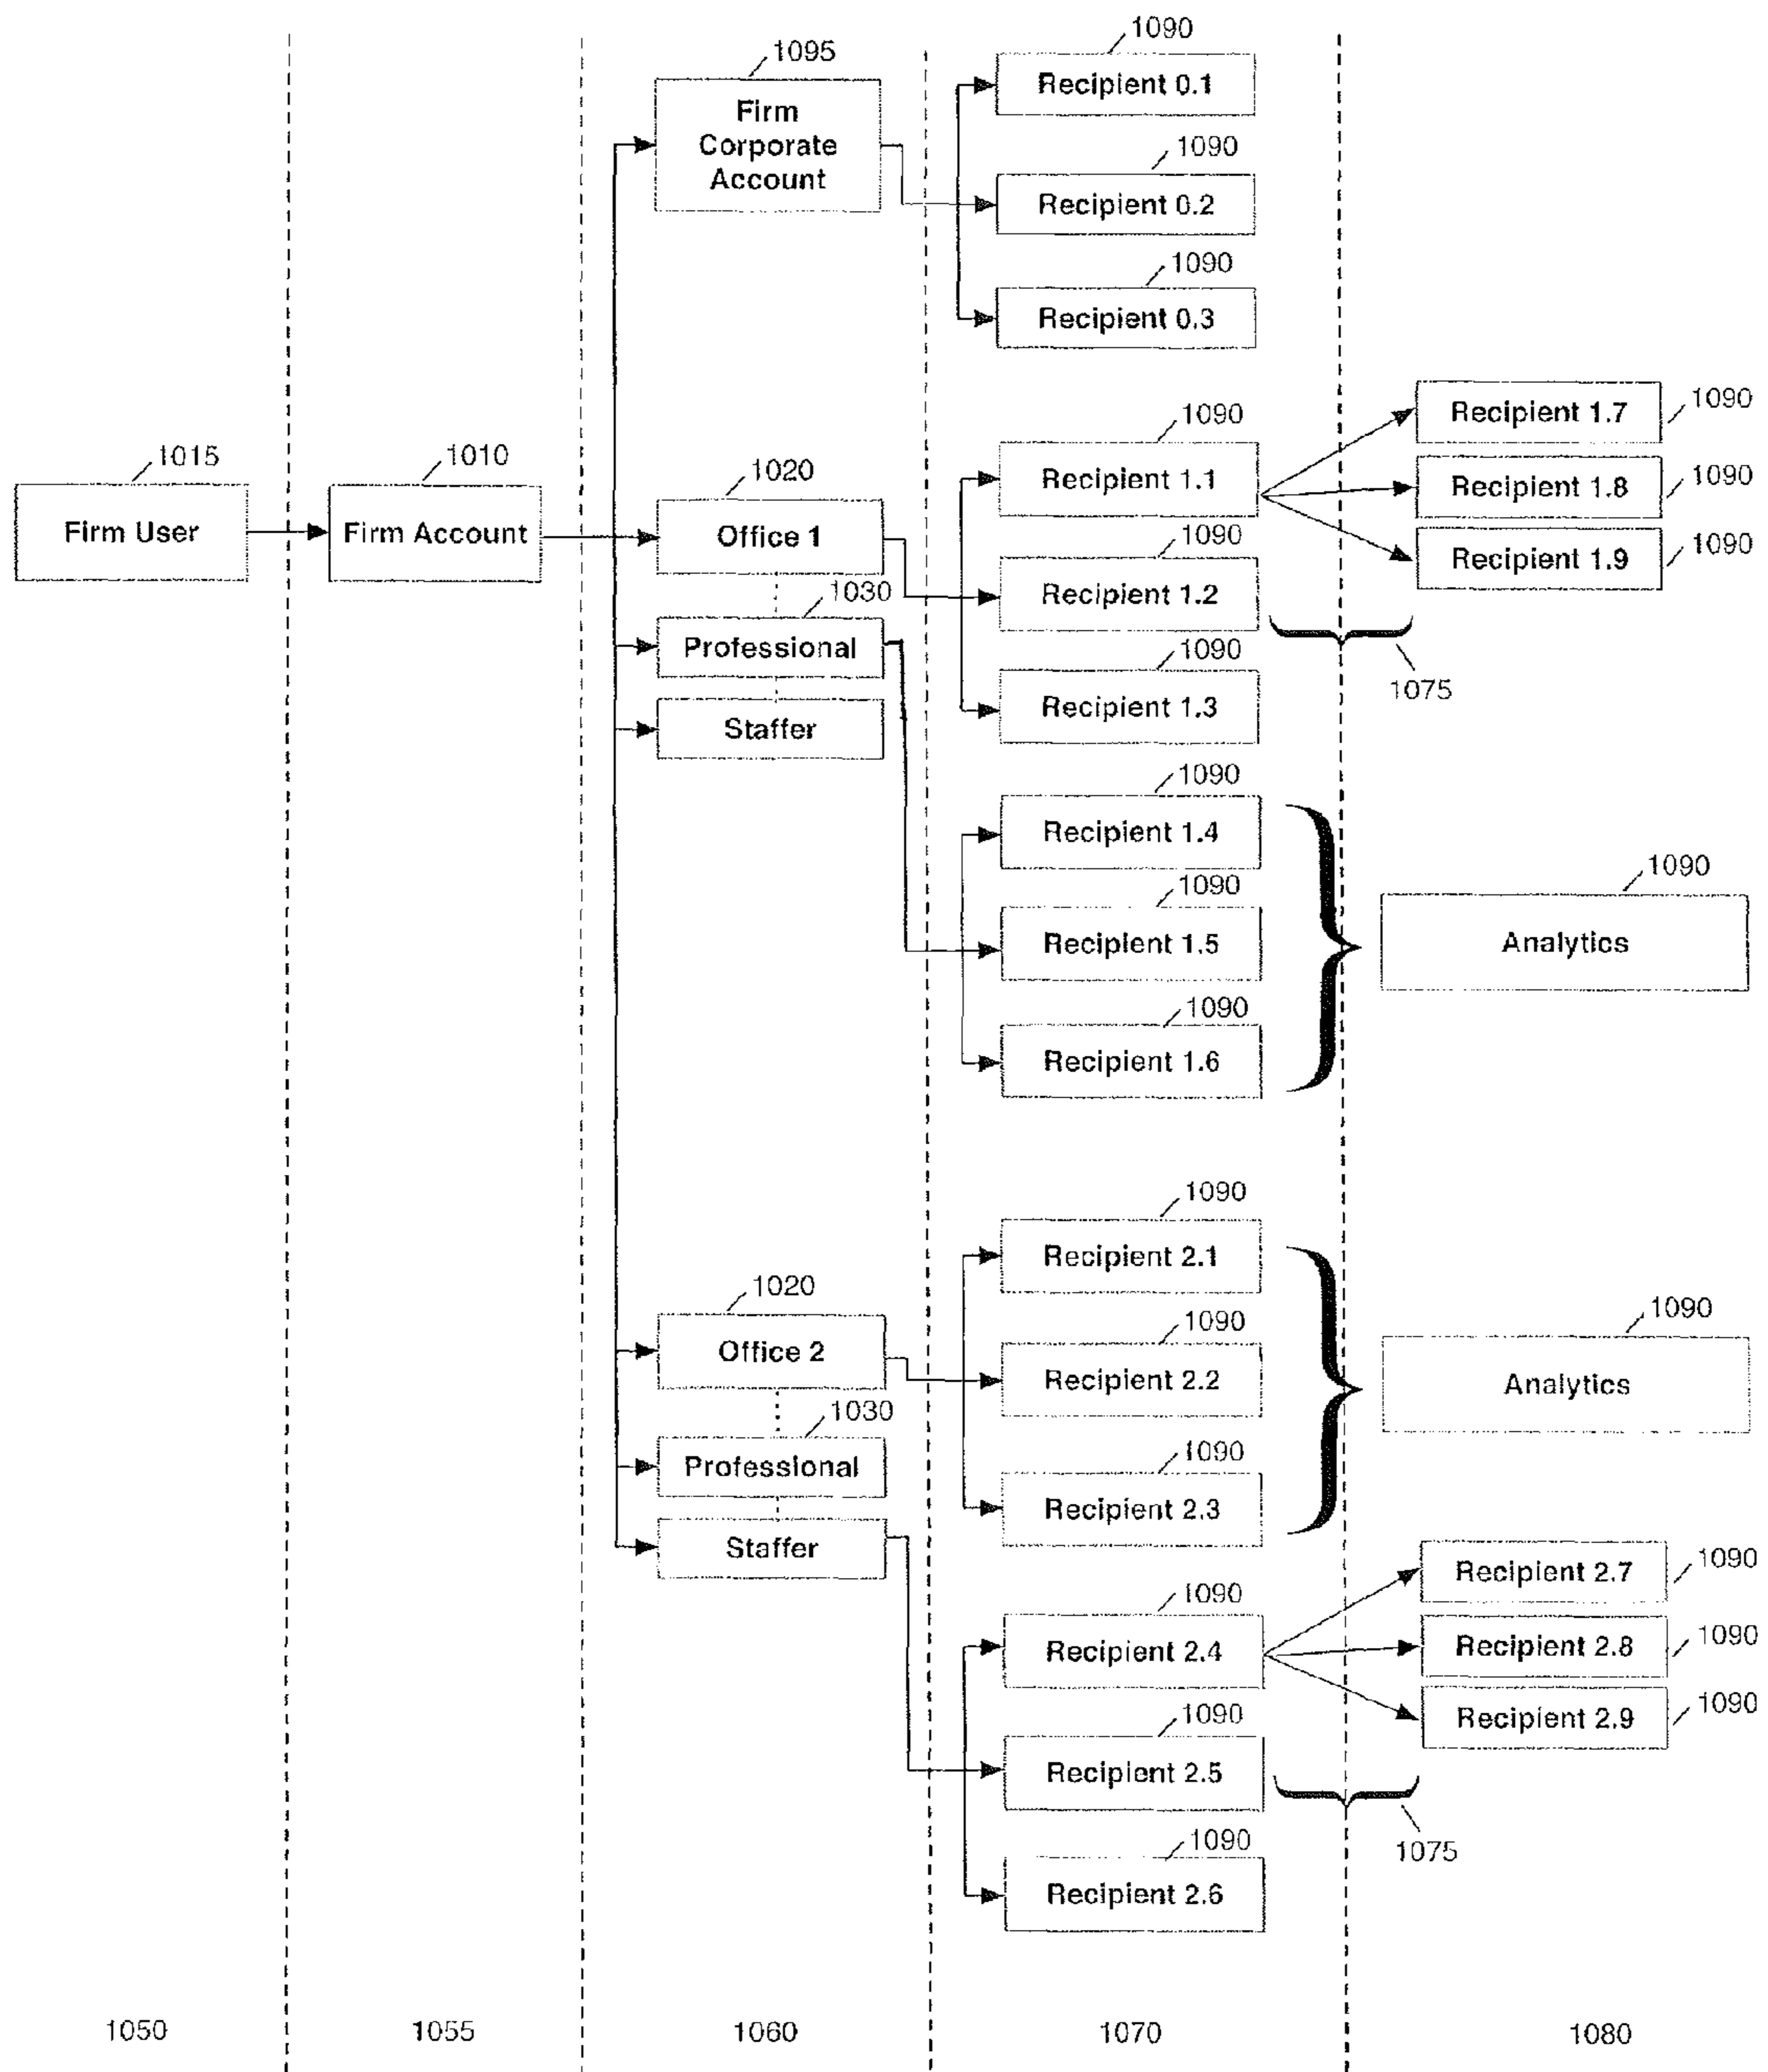 1015
Firm User
1010
Firm Account
1095
Firm
Corporate
Account
1020
Office 1
1030
Professional
Staffer
1020
Office 2
1030
Professional
Staffer
1090
Recipient 0.1
1090
Recipient 0.2
1090
Recipient 0.3
1090
Recipient 1.1
1090
Recipient 1.2
1090
Recipient 1.3
1090
Recipient 1.4
1090
Recipient 1.5
1090
Recipient 1.6
1090
Recipient 2.1
1090
Recipient 2.2
1090
Recipient 2.3
1090
Recipient 2.4
1090
Recipient 2.5
1090
Recipient 2.6
Recipient 1.7
1090
Recipient 1.8
1090
Recipient 1.9
1090
1075
1090
Analytics
1090
Analytics
Recipient 2.7
1090
Recipient 2.8
1090
Recipient 2.9
1090
1075
1050
1055
1060
1070
1080